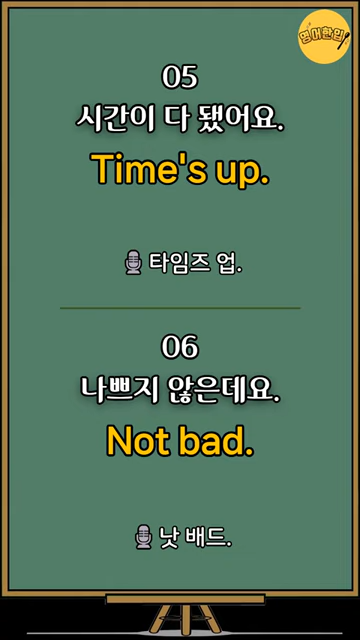 영어한입
05
시간이 다 됐어요.
Time's up.
타임즈 업.
06
나쁘지 않은데요.
Not bad.
낫 배드.